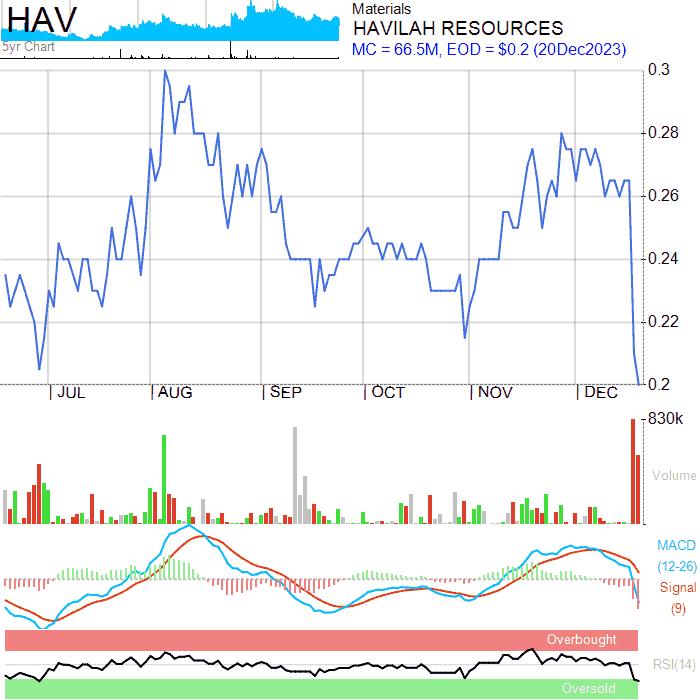 HAV
5yr Chart
Materials
HAVILAH RESOURCES
MC = 66.5M, EOD = $0.2 (20Dec2023)
0.3
0.28
0.26
0.24
0.22
0.2
JUL
AUG
SEP
OCT
NOV
DEC
830k
Volume
MACD
(12-26)
Signal
(9)
Overbought
RSI(14)
Oversold